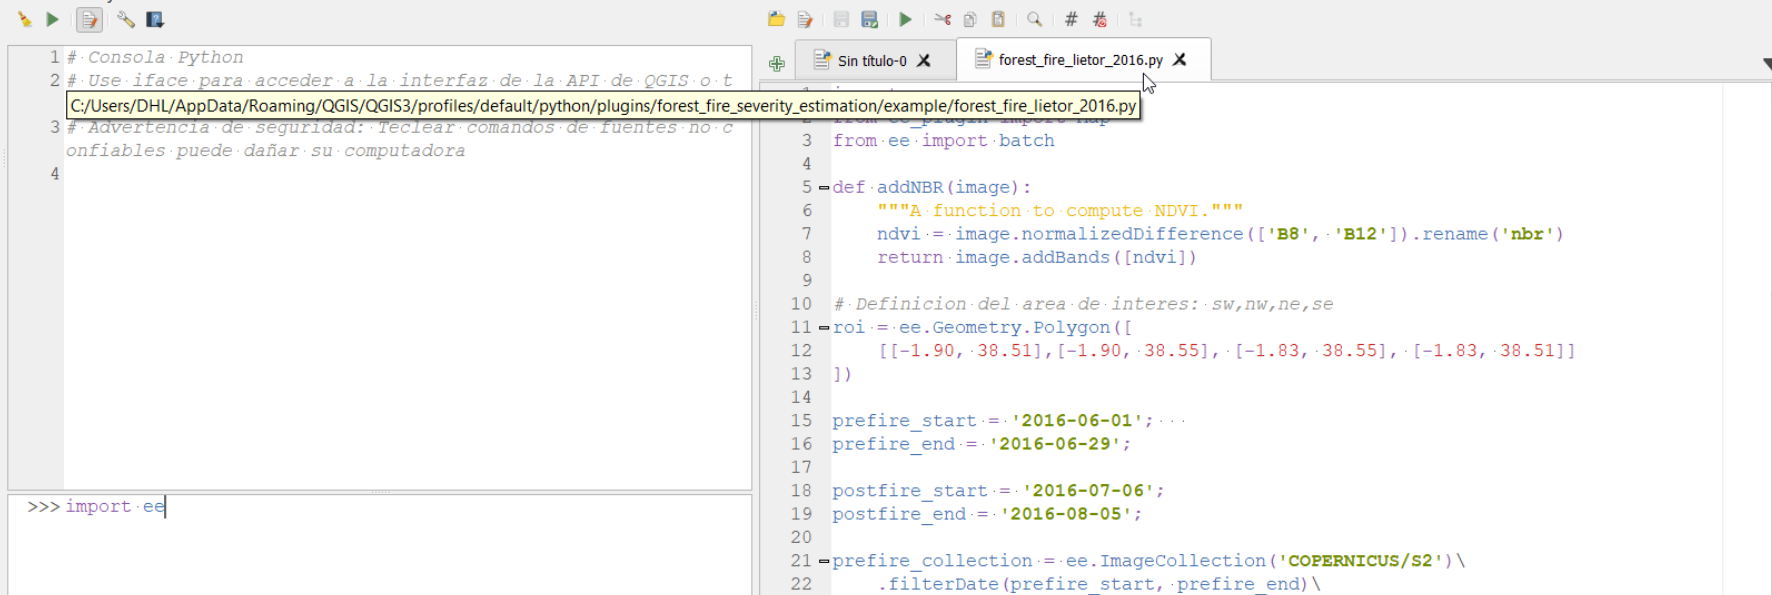 1 # Consola Python
2 # Use iface para acceder a la interfaz de la API de QGIS o t
C:/Users/DHL/AppData/Roaming/QGIS/QGIS3/profiles/default/python/plugins/forest_fire_severity_estimation/example/forest_fire_lietor_2016.py
3 # Advertencia de seguridad: Teclear comandos de fuentes no c
onfiables puede dañar su computadora
4
>>> import ee
Sin título-0
forest_fire_lietor_2016.py
2 from ee_plugin import Map
3 from ee import batch
4
5 def addNBR(image):
6 """A function to compute NDVI."""
7 ndvi = image.normalizedDifference(['B8', 'B12']).rename('nbr')
8 return image.addBands([ndvi])
9
10 # Definicion del area de interes: sw,nw,ne,se
11 roi = ee.Geometry.Polygon([
12 [[-1.90, 38.51],[-1.90, 38.55], [-1.83, 38.55], [-1.83, 38.51]]
13 ])
14
15 prefire_start = '2016-06-01';
16 prefire_end = '2016-06-29';
17
18 postfire_start = '2016-07-06';
19 postfire_end = '2016-08-05';
20
21 prefire_collection = ee.ImageCollection('COPERNICUS/S2')\
22 .filterDate(prefire_start, prefire_end)\